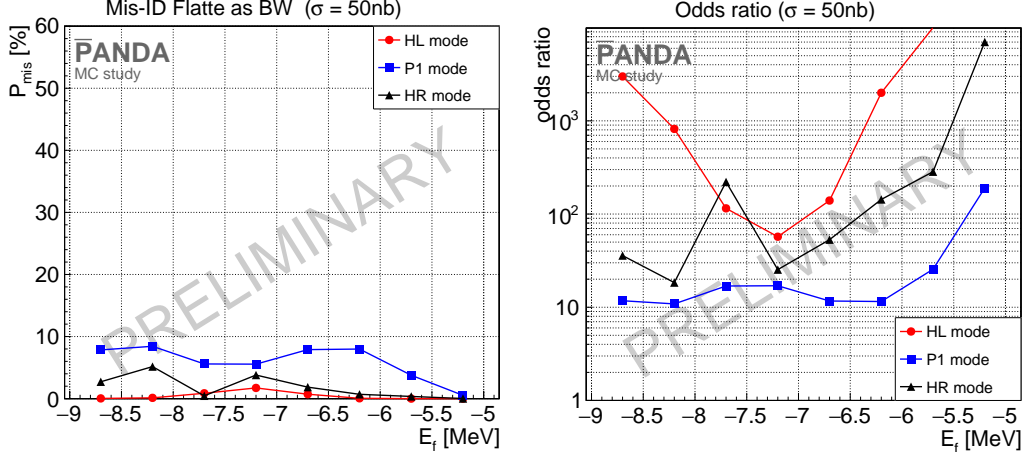 Mis-ID Flatte as BW (σ = 50nb)
P_mis [%]
60
50
40
30
20
10
0
P̅ANDA
MC study
HL mode
P1 mode
HR mode
PRELIMINARY
−9 −8.5 −8 −7.5 −7 −6.5 −6 −5.5 −5
E_f [MeV]
Odds ratio (σ = 50nb)
odds ratio
10³
10²
10
1
P̅ANDA
MC study
PRELIMINARY
HL mode
P1 mode
HR mode
−9 −8.5 −8 −7.5 −7 −6.5 −6 −5.5 −5
E_f [MeV]